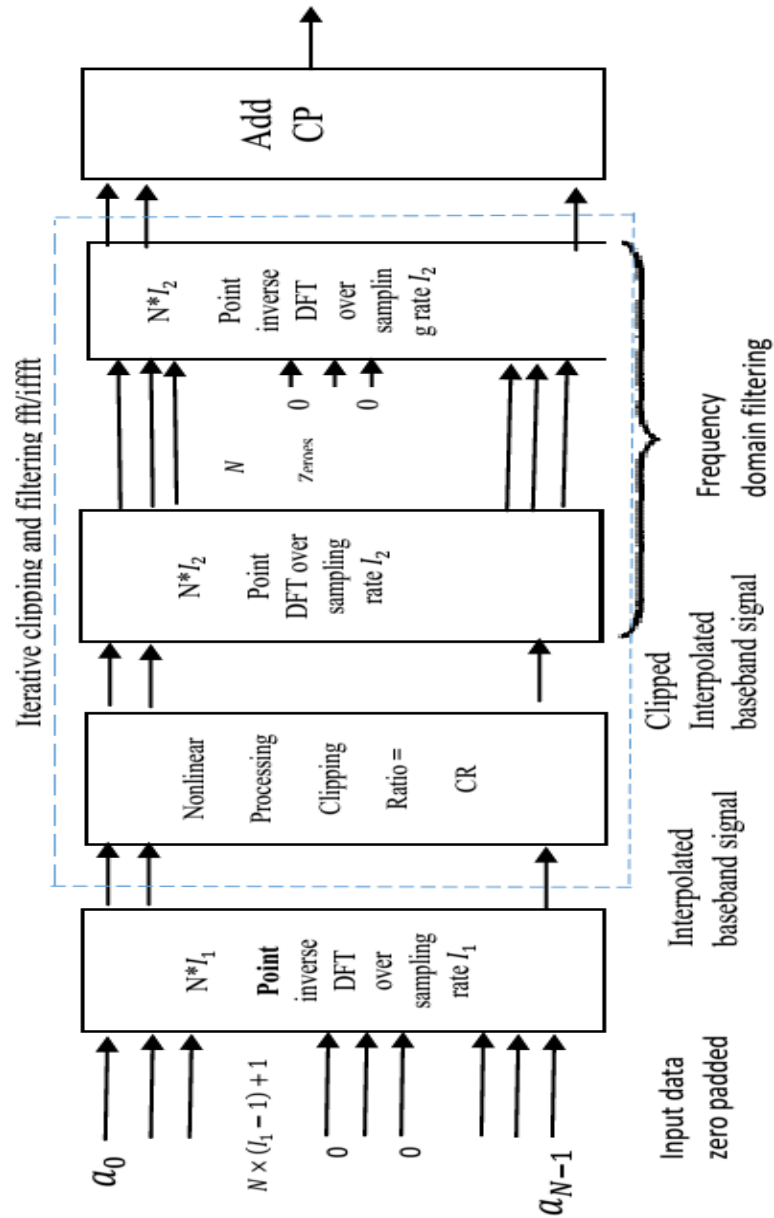 Iterative clipping and filtering fft/iffft
a₀
N × (I₁ − 1) + 1
0
0
a_{N−1}
Input data
zero padded
N*I₁
Point
inverse
DFT
over
sampling
rate I₁
Interpolated
baseband signal
Nonlinear
Processing
Clipping
Ratio =
CR
Clipped
Interpolated
baseband signal
N*I₂
Point
DFT over
sampling
rate I₂
N
Zeroes
0
0
Frequency
domain filtering
N*I₂
Point
inverse
DFT
over
samplin
g rate I₂
Add
CP